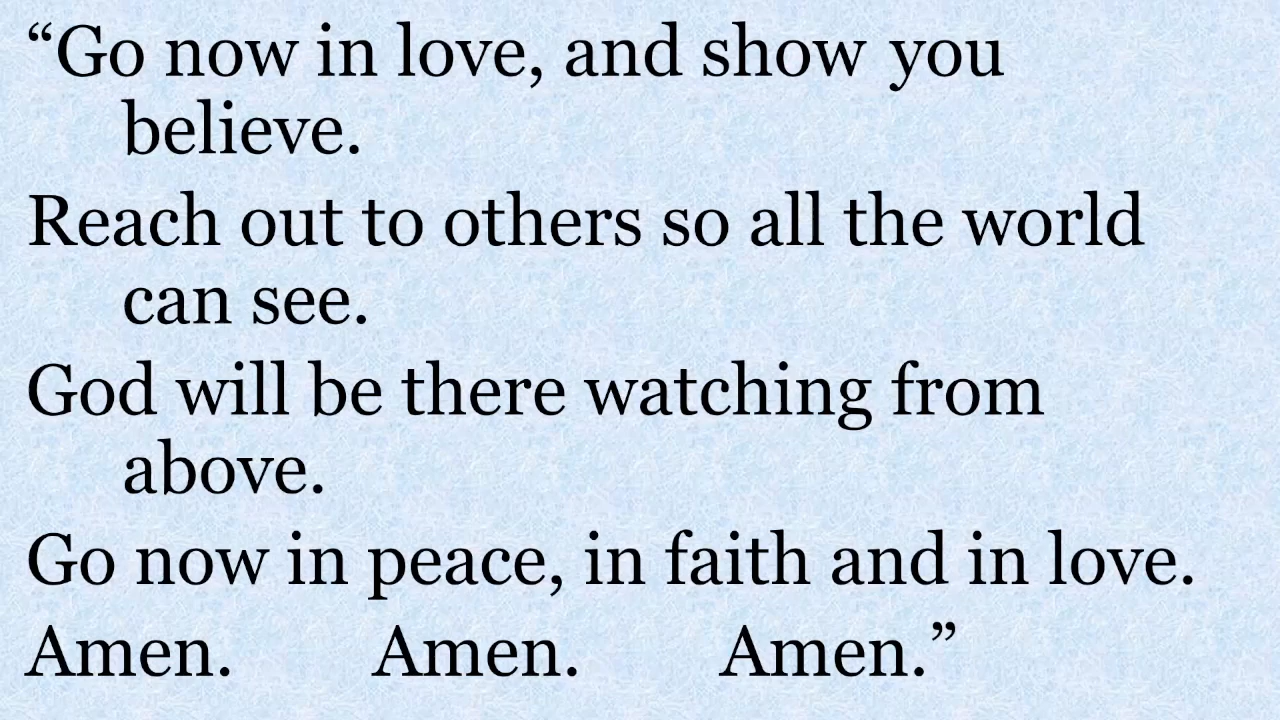 “Go now in love, and show you
believe.
Reach out to others so all the world
can see.
God will be there watching from
above.
Go now in peace, in faith and in love.
Amen. Amen. Amen.”